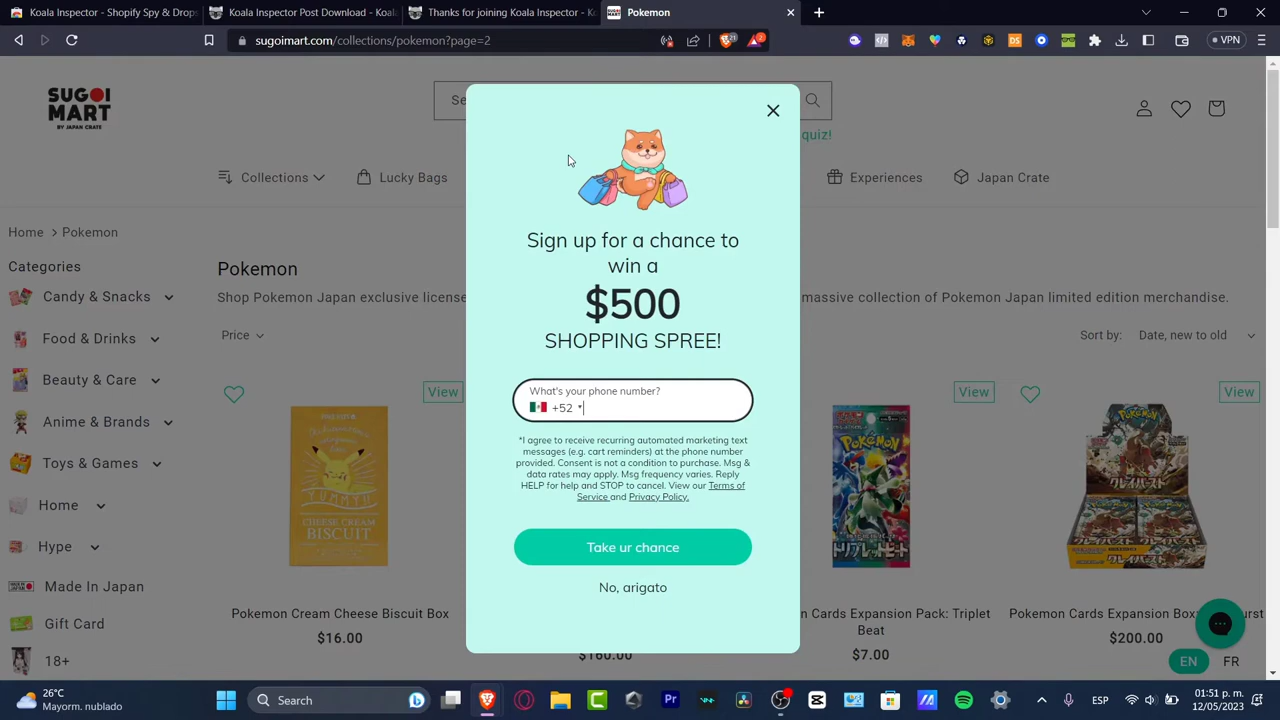 Koala Inspector - Shopify Spy & Drops
Koala Inspector Post Download - Koal
Thanks for joining Koala Inspector - Ko
Pokemon
sugoimart.com/collections/pokemon?page=2
21
2
VPN
SUGOI
MART
BY JAPAN CRATE
Se
quiz!
Collections
Lucky Bags
Experiences
Japan Crate
Home > Pokemon
Categories
Candy & Snacks
Food & Drinks
Beauty & Care
Anime & Brands
Toys & Games
Home
Hype
Made In Japan
Gift Card
18+
Pokemon
Shop Pokemon Japan exclusive license
massive collection of Pokemon Japan limited edition merchandise.
Price
Sort by: Date, new to old
View
View
View
Pokemon Cream Cheese Biscuit Box
$16.00
$160.00
n Cards Expansion Pack: Triplet
Beat
$7.00
Pokemon Cards Expansion Box:
urst
$200.00
Sign up for a chance to
win a
$500
SHOPPING SPREE!
What's your phone number?
+52
*I agree to receive recurring automated marketing text
messages (e.g. cart reminders) at the phone number
provided. Consent is not a condition to purchase. Msg &
data rates may apply. Msg frequency varies. Reply
HELP for help and STOP to cancel. View our Terms of
Service and Privacy Policy.
Take ur chance
No, arigato
EN
FR
26°C
Mayorm. nublado
Search
ESP
01:51 p. m.
12/05/2023